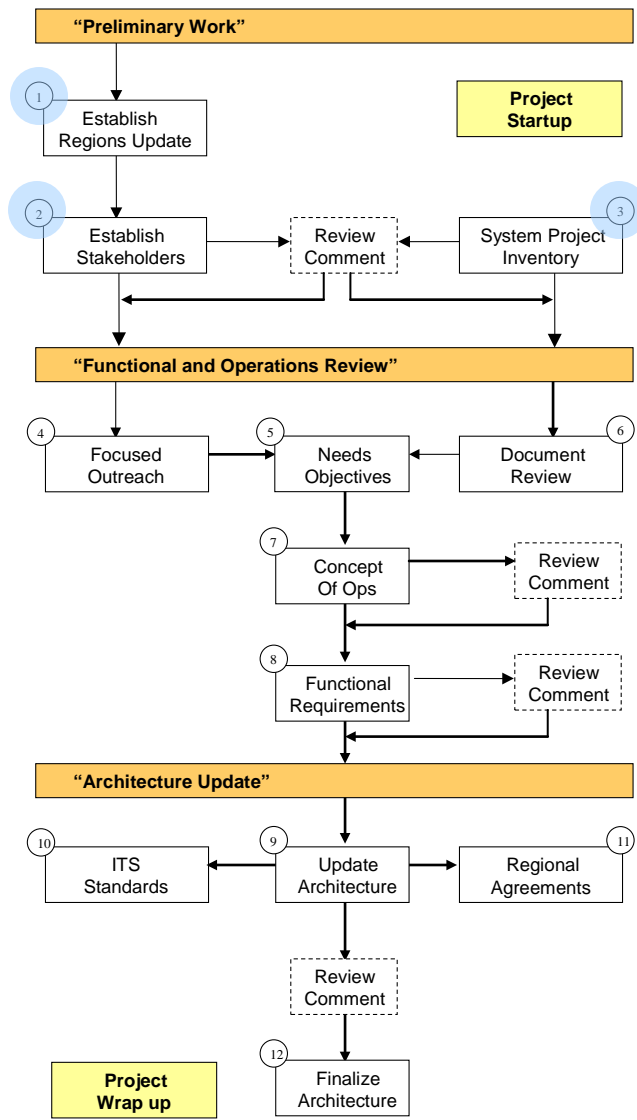 “Preliminary Work”
1
Establish
Regions Update
Project
Startup
2
Establish
Stakeholders
Review
Comment
3
System Project
Inventory
“Functional and Operations Review”
4
Focused
Outreach
5
Needs
Objectives
6
Document
Review
7
Concept
Of Ops
Review
Comment
8
Functional
Requirements
Review
Comment
“Architecture Update”
10
ITS
Standards
9
Update
Architecture
11
Regional
Agreements
Review
Comment
12
Finalize
Architecture
Project
Wrap up